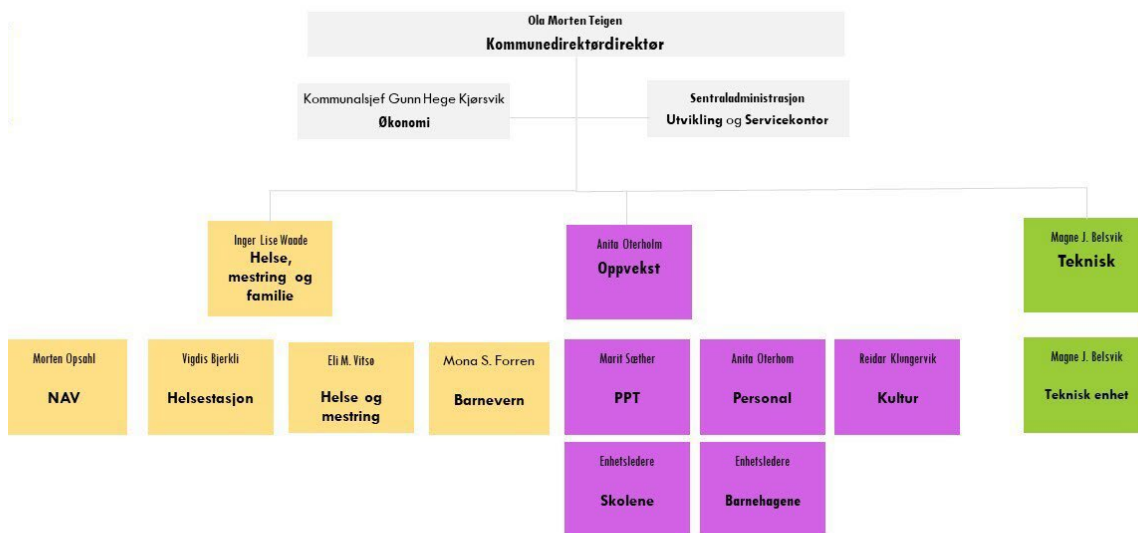 Ola Morten Teigen
Kommunedirektørdirektør
Kommunalsjef Gunn Hege Kjørsvik
Økonomi
Sentraladministrasjon
Utvikling og Servicekontor
Inger Lise Waade
Helse,
mestring og
familie
Anita Oterholm
Oppvekst
Magne J. Belsvik
Teknisk
Morten Opsahl
NAV
Vigdis Bjerkli
Helsestasjon
Eli M. Vitsø
Helse og
mestring
Mona S. Forren
Barnevern
Marit Sæther
PPT
Anita Oterhom
Personal
Reidar Klungervik
Kultur
Magne J. Belsvik
Teknisk enhet
Enhetsledere
Skolene
Enhetsledere
Barnehagene